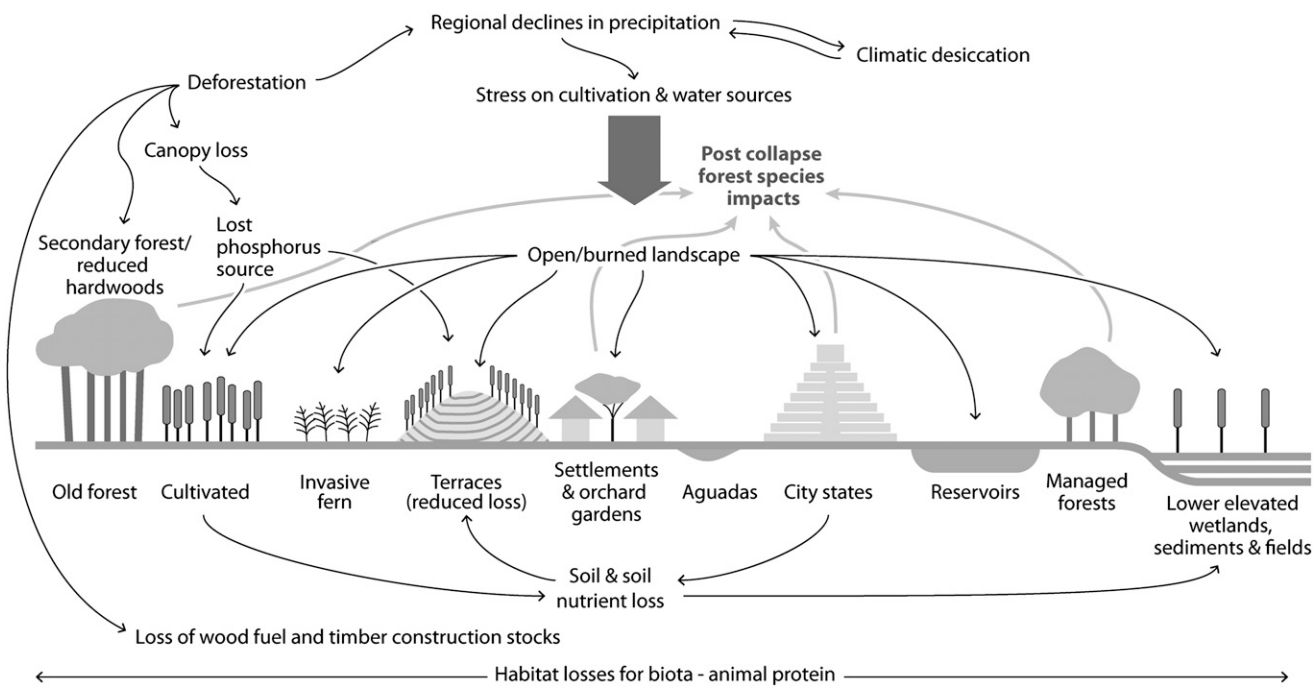 Regional declines in precipitation
Climatic desiccation
Deforestation
Stress on cultivation & water sources
Canopy loss
Post collapse
forest species
impacts
Lost
phosphorus
source
Secondary forest/
reduced
hardwoods
Open/burned landscape
Old forest
Cultivated
Invasive
fern
Terraces
(reduced loss)
Settlements
& orchard
gardens
Aguadas
City states
Reservoirs
Managed
forests
Lower elevated
wetlands,
sediments & fields
Soil & soil
nutrient loss
Loss of wood fuel and timber construction stocks
Habitat losses for biota - animal protein